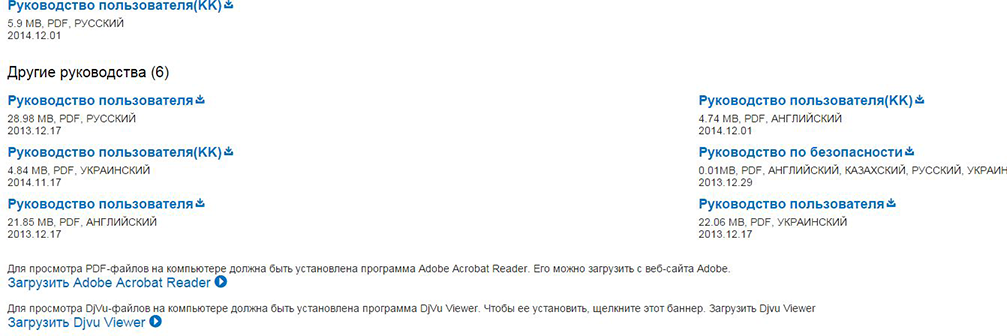 Руководство пользователя(KK)
5.9 MB, PDF, РУССКИЙ
2014.12.01
Другие руководства (6)
Руководство пользователя
28.98 MB, PDF, РУССКИЙ
2013.12.17
Руководство пользователя(KK)
4.74 MB, PDF, АНГЛИЙСКИЙ
2014.12.01
Руководство пользователя(KK)
4.84 MB, PDF, УКРАИНСКИЙ
2014.11.17
Руководство по безопасности
0.01MB, PDF, АНГЛИЙСКИЙ, КАЗАХСКИЙ, РУССКИЙ, УКРАИН
2013.12.29
Руководство пользователя
21.85 MB, PDF, АНГЛИЙСКИЙ
2013.12.17
Руководство пользователя
22.06 MB, PDF, УКРАИНСКИЙ
2013.12.17
Для просмотра PDF-файлов на компьютере должна быть установлена программа Adobe Acrobat Reader. Его можно загрузить с веб-сайта Adobe.
Загрузить Adobe Acrobat Reader
Для просмотра DjVu-файлов на компьютере должна быть установлена программа DjVu Viewer. Чтобы ее установить, щелкните этот баннер. Загрузить Djvu Viewer
Загрузить Djvu Viewer